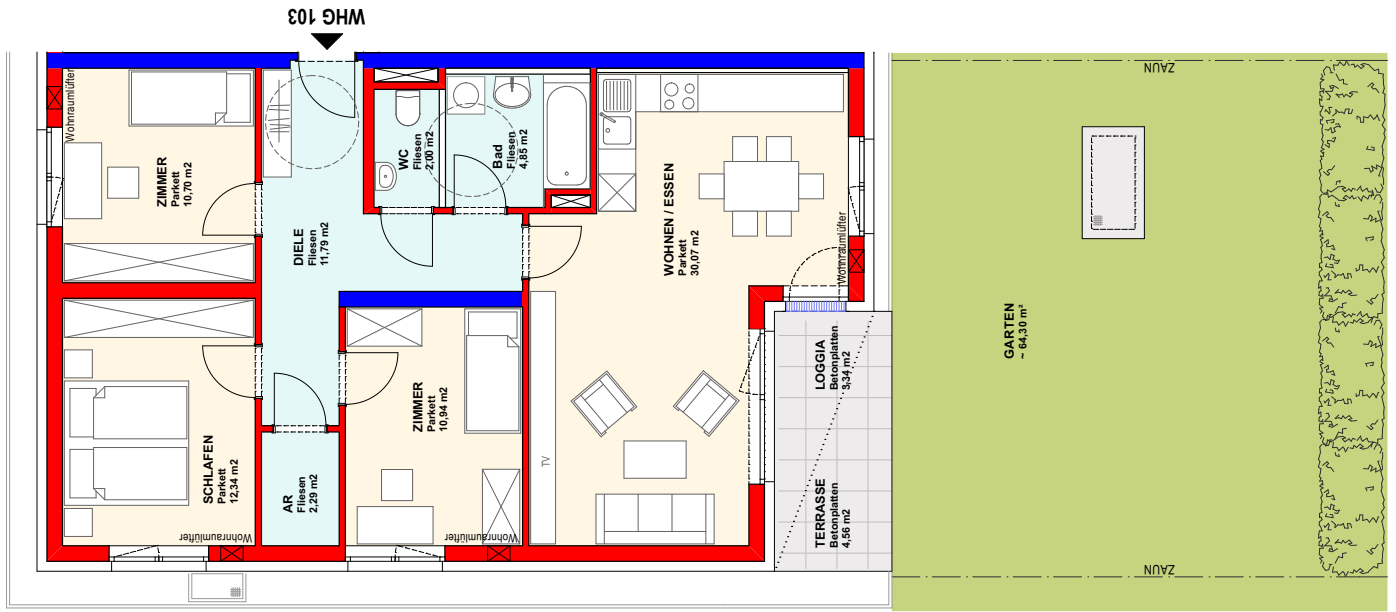 WHG 103
Wohnraumlüfter
ZIMMER
Parkett
10,70 m2
DIELE
Fliesen
11,79 m2
WC
Fliesen
2,00 m2
Bad
Fliesen
4,85 m2
WOHNEN / ESSEN
Parkett
30,07 m2
Wohnraumlüfter
SCHLAFEN
Parkett
12,34 m2
Wohnraumlüfter
AR
Fliesen
2,29 m2
ZIMMER
Parkett
10,94 m2
Wohnraumlüfter
TV
LOGGIA
Betonplatten
3,34 m2
TERRASSE
Betonplatten
4,56 m2
ZAUN
GARTEN
~ 64,30 m²
ZAUN